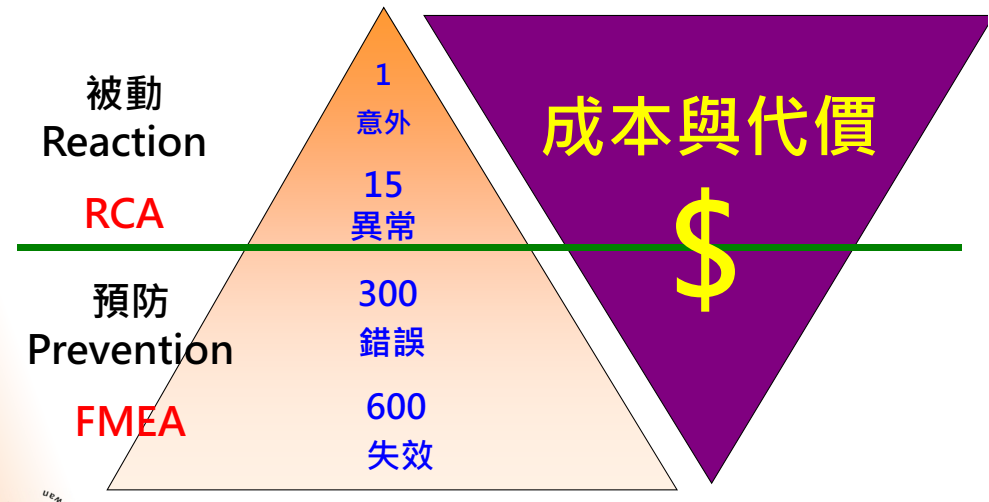 被動
Reaction
RCA
預防
Prevention
FMEA
1
意外
15
異常
300
錯誤
600
失效
成本與代價
$